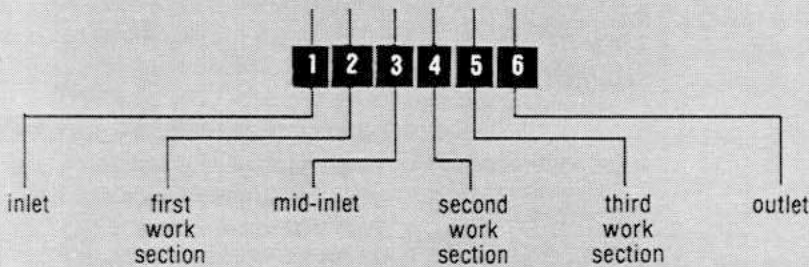 1 2 3 4 5 6
inlet
first
work
section
mid-inlet
second
work
section
third
work
section
outlet